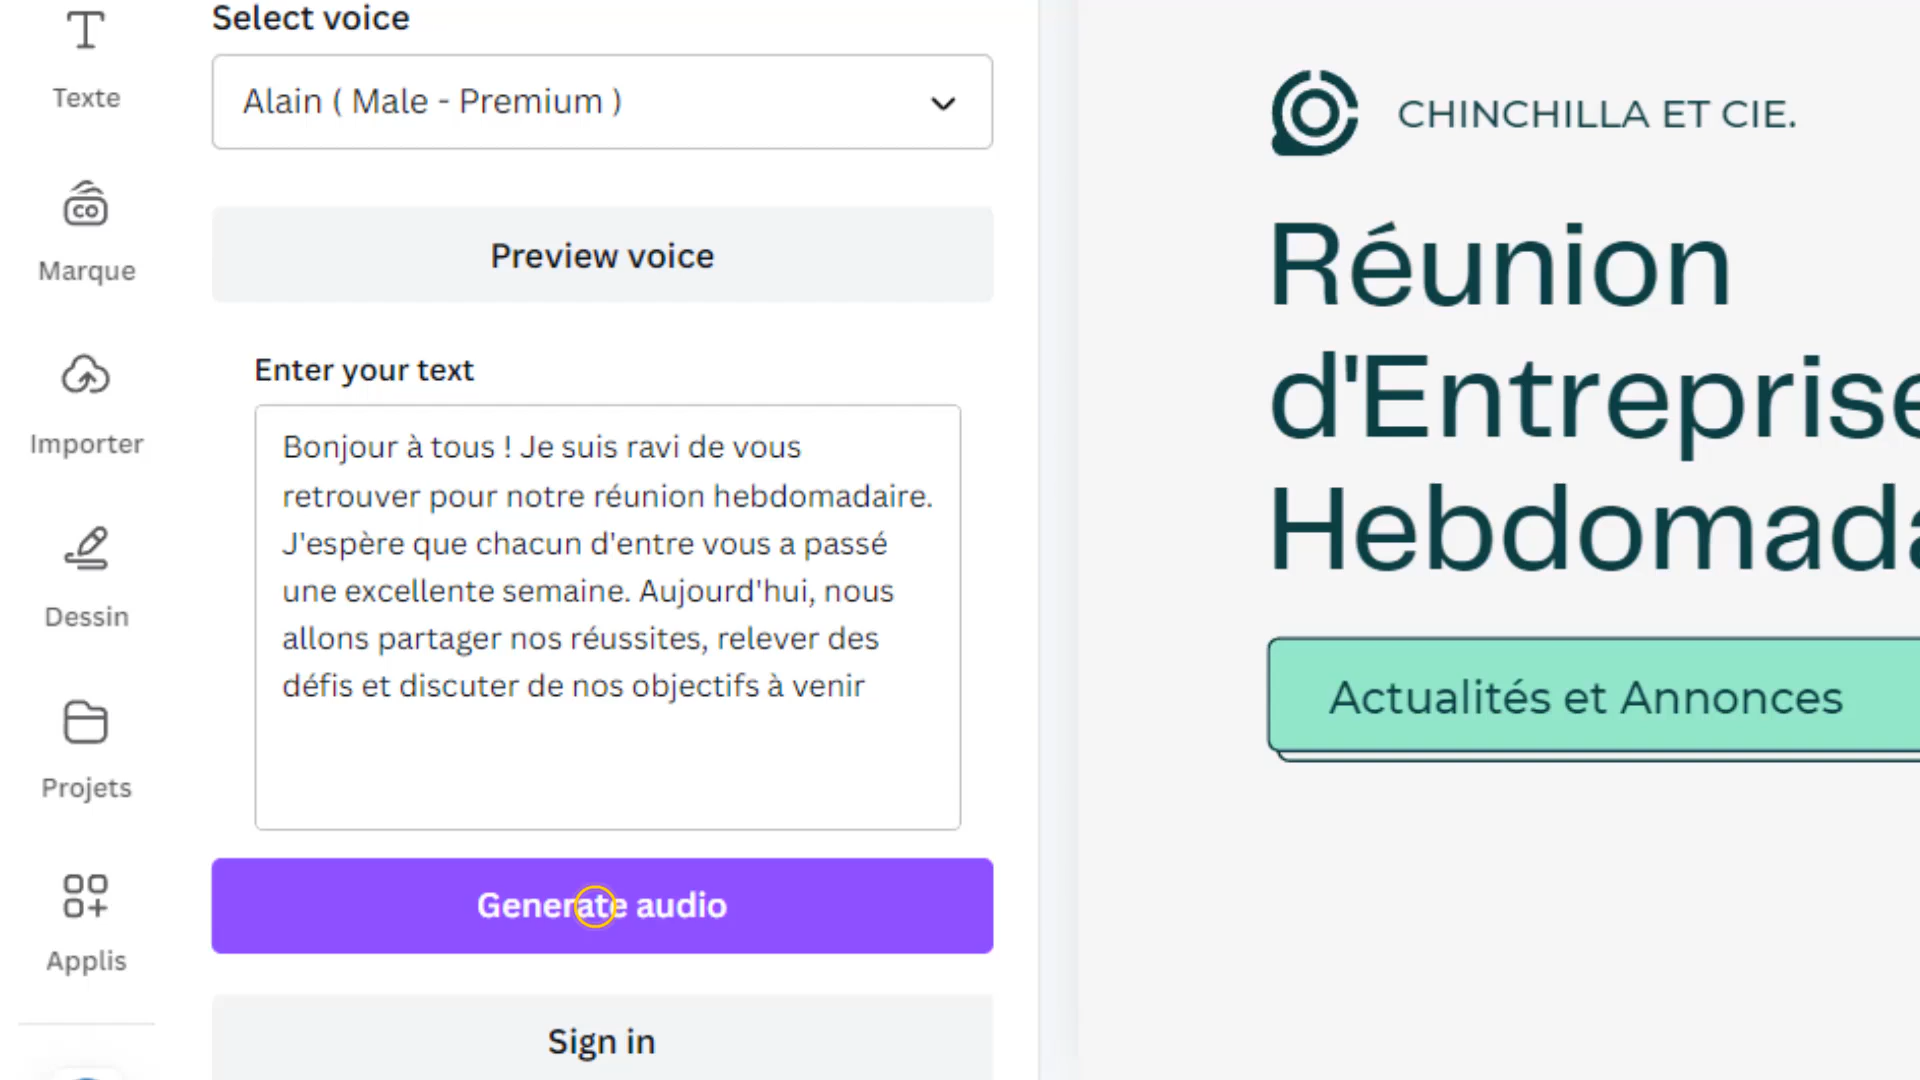 Texte
Marque
Importer
Dessin
Projets
Applis
Select voice
Alain ( Male - Premium )
Preview voice
Enter your text
Bonjour à tous ! Je suis ravi de vous
retrouver pour notre réunion hebdomadaire.
J'espère que chacun d'entre vous a passé
une excellente semaine. Aujourd'hui, nous
allons partager nos réussites, relever des
défis et discuter de nos objectifs à venir
Generate audio
Sign in
CHINCHILLA ET CIE.
Réunion
d'Entreprise
Hebdomada
Actualités et Annonces